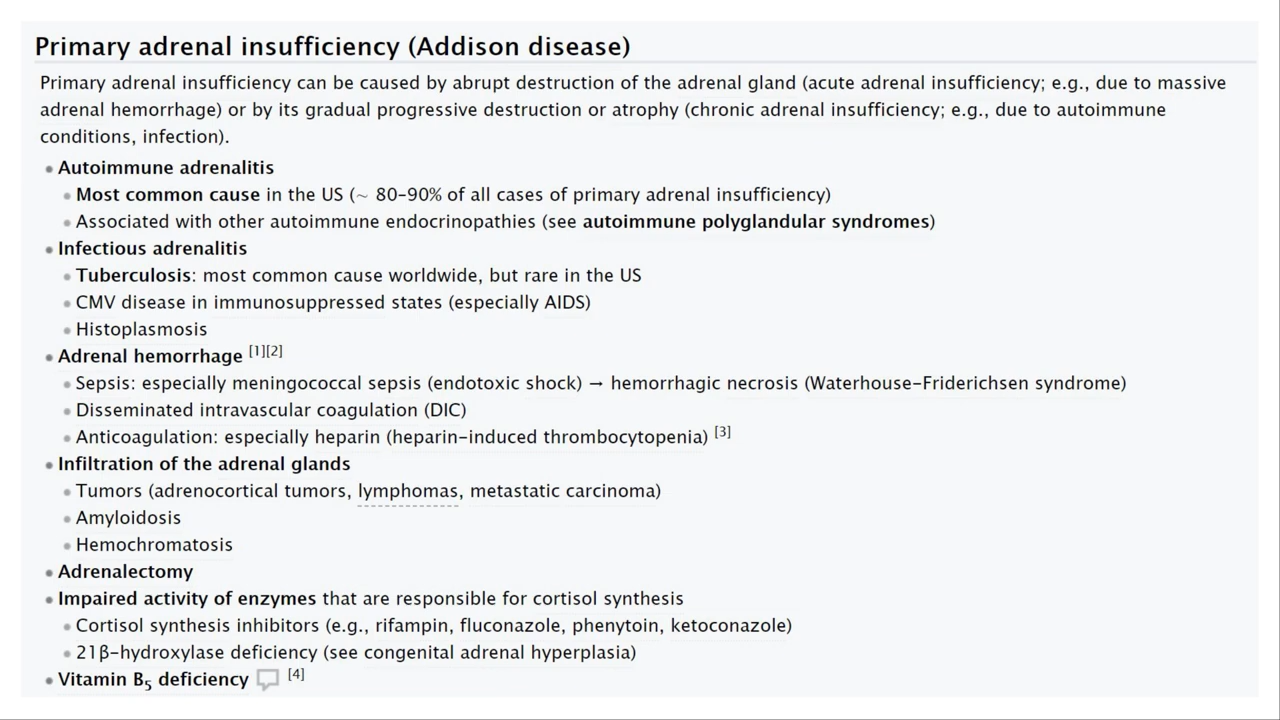 Primary adrenal insufficiency (Addison disease)
Primary adrenal insufficiency can be caused by abrupt destruction of the adrenal gland (acute adrenal insufficiency; e.g., due to massive
adrenal hemorrhage) or by its gradual progressive destruction or atrophy (chronic adrenal insufficiency; e.g., due to autoimmune
conditions, infection).
• Autoimmune adrenalitis
• Most common cause in the US (~ 80–90% of all cases of primary adrenal insufficiency)
• Associated with other autoimmune endocrinopathies (see autoimmune polyglandular syndromes)
• Infectious adrenalitis
• Tuberculosis: most common cause worldwide, but rare in the US
• CMV disease in immunosuppressed states (especially AIDS)
• Histoplasmosis
• Adrenal hemorrhage [1][2]
• Sepsis: especially meningococcal sepsis (endotoxic shock) → hemorrhagic necrosis (Waterhouse–Friderichsen syndrome)
• Disseminated intravascular coagulation (DIC)
• Anticoagulation: especially heparin (heparin–induced thrombocytopenia) [3]
• Infiltration of the adrenal glands
• Tumors (adrenocortical tumors, lymphomas, metastatic carcinoma)
• Amyloidosis
• Hemochromatosis
• Adrenalectomy
• Impaired activity of enzymes that are responsible for cortisol synthesis
• Cortisol synthesis inhibitors (e.g., rifampin, fluconazole, phenytoin, ketoconazole)
• 21β–hydroxylase deficiency (see congenital adrenal hyperplasia)
• Vitamin B5 deficiency [4]